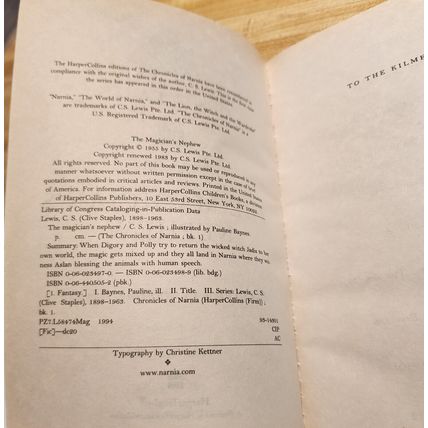 The HarperCollins editions of The Chronicles of Narnia have been renumbered in
compliance with the original wishes of the author, C. S. Lewis. This is the first time
the series has appeared in this order in the United States.
"Narnia," "The World of Narnia," and "The Lion, the Witch and the Wardrobe"
are trademarks of C.S. Lewis Pte. Ltd. "The Chronicles of Narnia" is a
U.S. Registered Trademark of C.S. Lewis Pte. Ltd.
The Magician's Nephew
Copyright © 1955 by C.S. Lewis Pte. Ltd.
Copyright renewed 1983 by C.S. Lewis Pte. Ltd.
All rights reserved. No part of this book may be used or reproduced in any
manner whatsoever without written permission except in the case of brief
quotations embodied in critical articles and reviews. Printed in the United States
of America. For information address HarperCollins Children's Books, a division
of HarperCollins Publishers, 10 East 53rd Street, New York, NY 10022.
Library of Congress Cataloging-in-Publication Data
Lewis, C. S. (Clive Staples), 1898–1963.
The magician's nephew / C. S. Lewis ; illustrated by Pauline Baynes.
p. cm. — (The Chronicles of Narnia ; bk. 1)
Summary: When Digory and Polly try to return the wicked witch Jadis to her
own world, the magic gets mixed up and they all land in Narnia where they
ness Aslan blessing the animals with human speech.
ISBN 0-06-023497-0. — ISBN 0-06-023498-9 (lib. bdg.)
ISBN 0-06-440505-2 (pbk.)
[1. Fantasy.] I. Baynes, Pauline, ill. II. Title. III. Series: Lewis, C. S.
(Clive Staples), 1898–1963. Chronicles of Narnia (HarperCollins (Firm)) ;
bk. 1.
PZ7.L58474Mag 1994
[Fic]—dc20 CIP
AC
Typography by Christine Kettner
❖
www.narnia.com
TO THE KILME